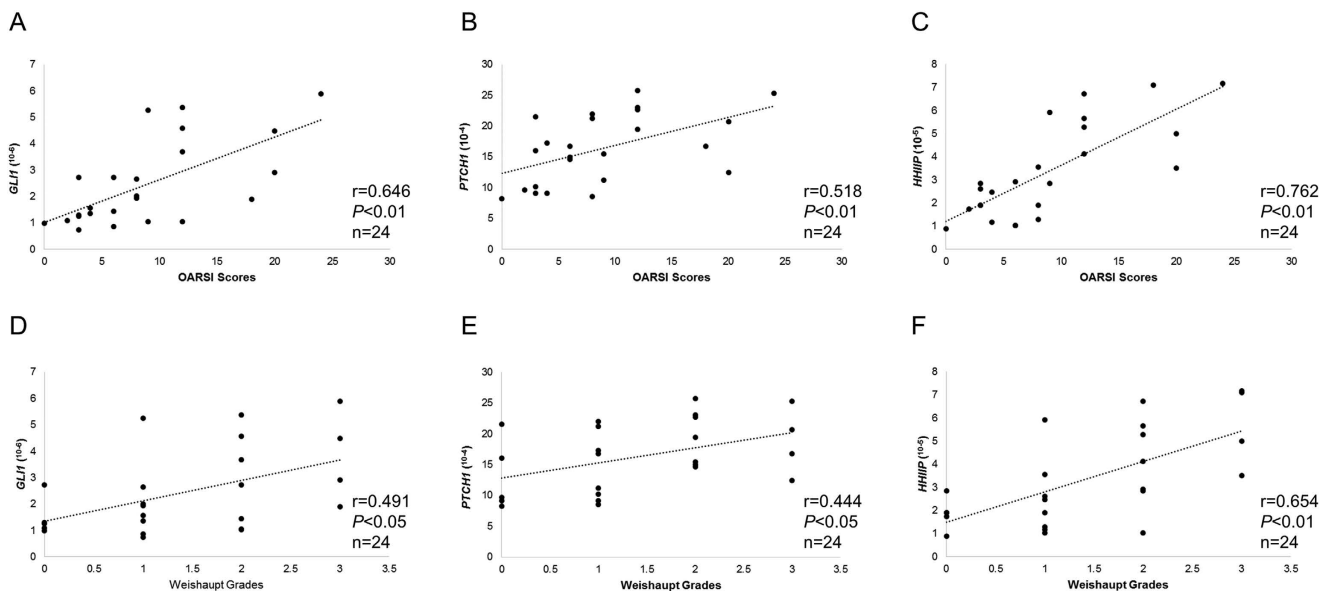 A
GLI1 (10-6)
7
6
5
4
3
2
1
0
0 5 10 15 20 25 30
OARSI Scores
r=0.646
P<0.01
n=24
B
PTCH1 (10-4)
30
25
20
15
10
5
0
0 5 10 15 20 25 30
OARSI Scores
r=0.518
P<0.01
n=24
C
HHIIP (10-5)
8
7
6
5
4
3
2
1
0
0 5 10 15 20 25 30
OARSI Scores
r=0.762
P<0.01
n=24
D
GLI1 (10-6)
7
6
5
4
3
2
1
0
0 0.5 1 1.5 2 2.5 3 3.5
Weishaupt Grades
r=0.491
P<0.05
n=24
E
PTCH1 (10-4)
30
25
20
15
10
5
0
0 0.5 1 1.5 2 2.5 3 3.5
Weishaupt Grades
r=0.444
P<0.05
n=24
F
HHIIP (10-5)
8
7
6
5
4
3
2
1
0
0 0.5 1 1.5 2 2.5 3 3.5
Weishaupt Grades
r=0.654
P<0.01
n=24